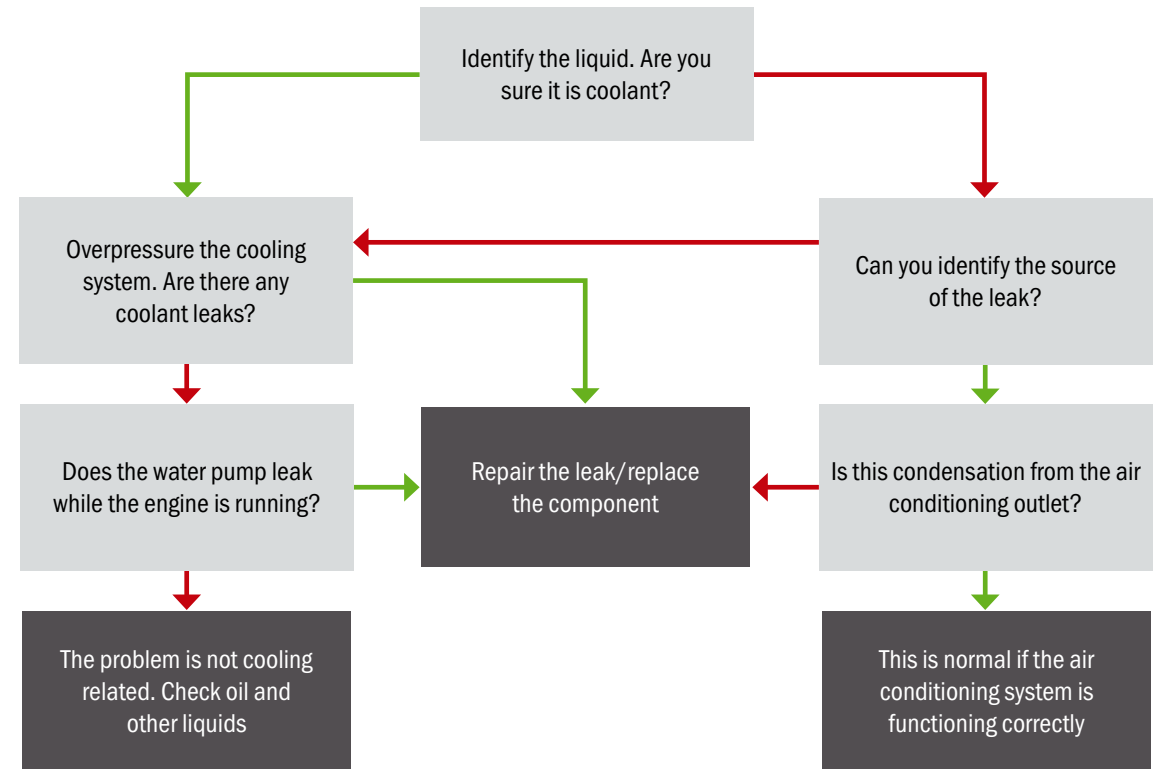 Identify the liquid. Are you
sure it is coolant?
Overpressure the cooling
system. Are there any
coolant leaks?
Can you identify the source
of the leak?
Does the water pump leak
while the engine is running?
Repair the leak/replace
the component
Is this condensation from the air
conditioning outlet?
The problem is not cooling
related. Check oil and
other liquids
This is normal if the air
conditioning system is
functioning correctly